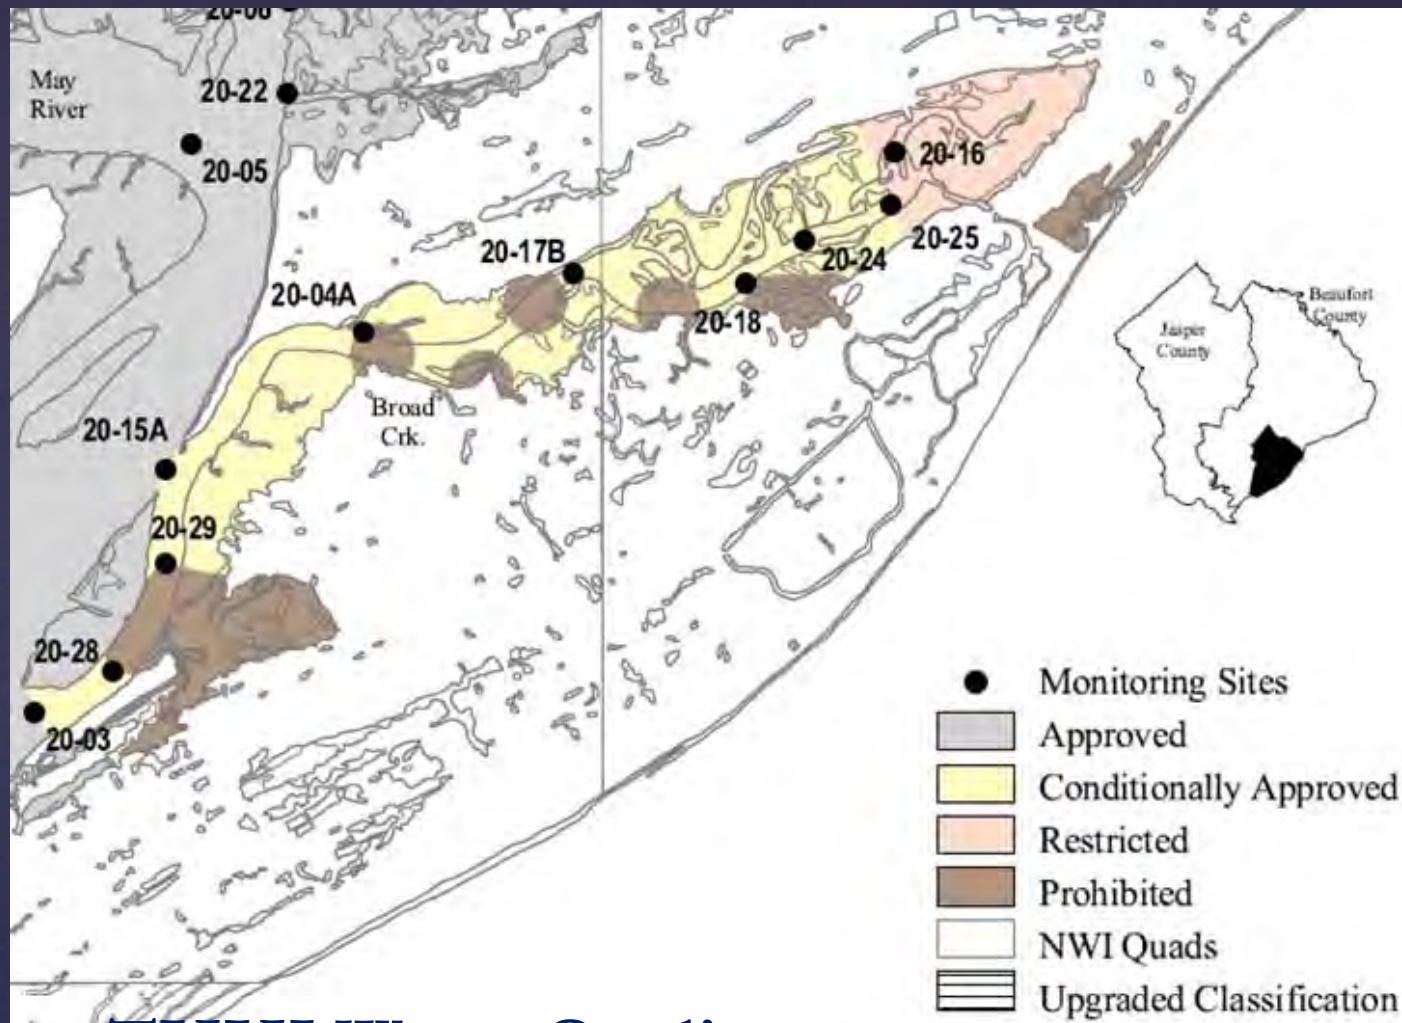 May
River
20-22
20-05
20-16
20-25
20-24
20-17B
20-18
20-04A
Broad
Crk.
20-15A
20-29
20-28
20-03
Beaufort
County
Jasper
County
Monitoring Sites
Approved
Conditionally Approved
Restricted
Prohibited
NWI Quads
Upgraded Classification